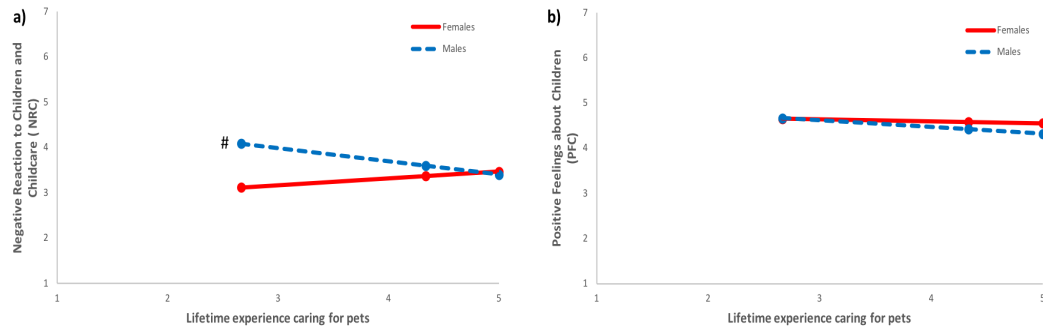 a)
Negative Reaction to Children and
Childcare ( NRC)
7
6
5
4
3
2
1
Females
Males
#
1
2
3
4
5
Lifetime experience caring for pets
b)
Positive Feelings about Children
(PFC)
7
6
5
4
3
2
1
Females
Males
1
2
3
4
5
Lifetime experience caring for pets